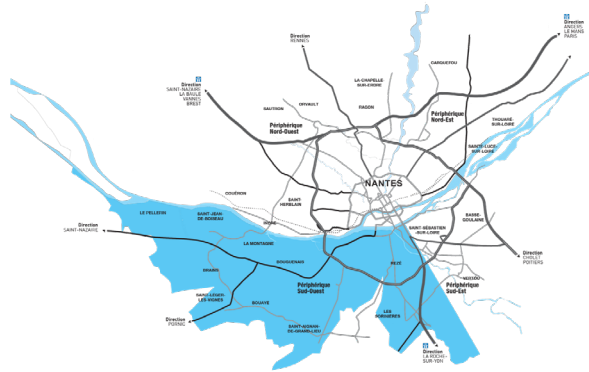 Direction
ANGERS
LE MANS
PARIS
Direction
RENNES
CARQUEFOU
LA-CHAPELLE
SUR-ERDRE
Direction
SAINT-NAZAIRE
LA BAULE
VANNES
BREST
ORVAULT
SAUTRON
RAGON
Périphérique
Nord-Ouest
Périphérique
Nord-Est
THOUARÉ-
SUR-LOIRE
SAINTE-LUCE-
SUR-LOIRE
NANTES
COUËRON
SAINT-
HERBLAIN
LE PELLERIN
SAINT-JEAN
DE-BOISEAU
INDRE
BASSE-
GOULAINE
Direction
SAINT-NAZAIRE
SAINT-SÉBASTIEN
-SUR-LOIRE
LA MONTAGNE
BOUGUENAIS
REZÉ
Direction
CHOLET
POITIERS
BRAINS
VERTOU
Périphérique
Sud-Ouest
Périphérique
Sud-Est
SAINT-LÉGER-
LES-VIGNES
BOUAYE
Direction
PORNIC
SAINT-AIGNAN-
DE-GRANDLIEU
LES
SORINIÈRES
Direction
LA ROCHE-
SUR-YON